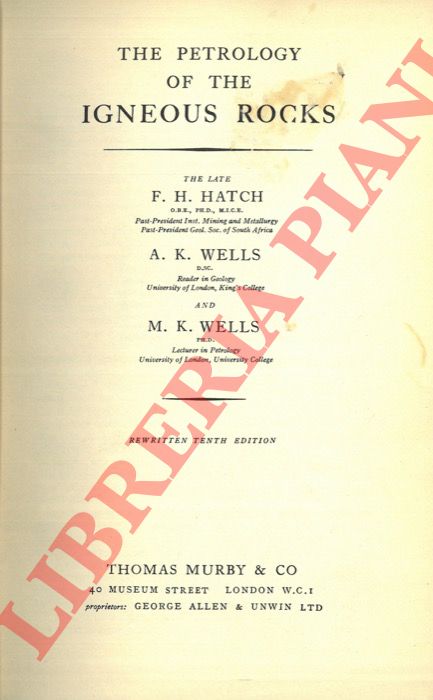 THE PETROLOGY
OF THE
IGNEOUS ROCKS
THE LATE
F. H. HATCH
O.B.E., PH.D., M.I.C.E.
Past-President Inst. Mining and Metallurgy
Past-President Geol. Soc. of South Africa
A. K. WELLS
D.SC.
Reader in Geology
University of London, King's College
AND
M. K. WELLS
PH.D.
Lecturer in Petrology
University of London, University College
REWRITTEN TENTH EDITION
THOMAS MURBY & CO
40 MUSEUM STREET LONDON W.C.1
proprietors: GEORGE ALLEN & UNWIN LTD
LIBRERIA PIANI